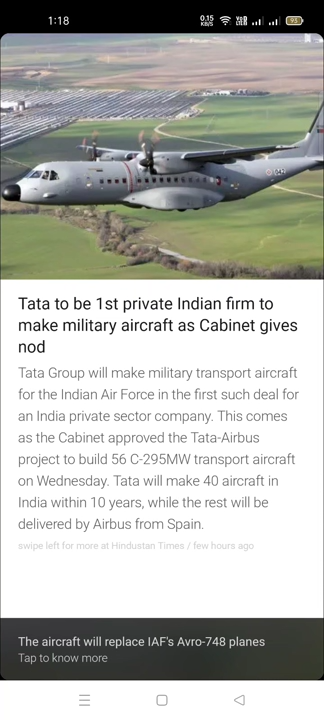 1:18
0.15
KB/S
VoD
LTE
95
Tata to be 1st private Indian firm to
make military aircraft as Cabinet gives
nod
Tata Group will make military transport aircraft
for the Indian Air Force in the first such deal for
an India private sector company. This comes
as the Cabinet approved the Tata-Airbus
project to build 56 C-295MW transport aircraft
on Wednesday. Tata will make 40 aircraft in
India within 10 years, while the rest will be
delivered by Airbus from Spain.
swipe left for more at Hindustan Times / few hours ago
The aircraft will replace IAF's Avro-748 planes
Tap to know more